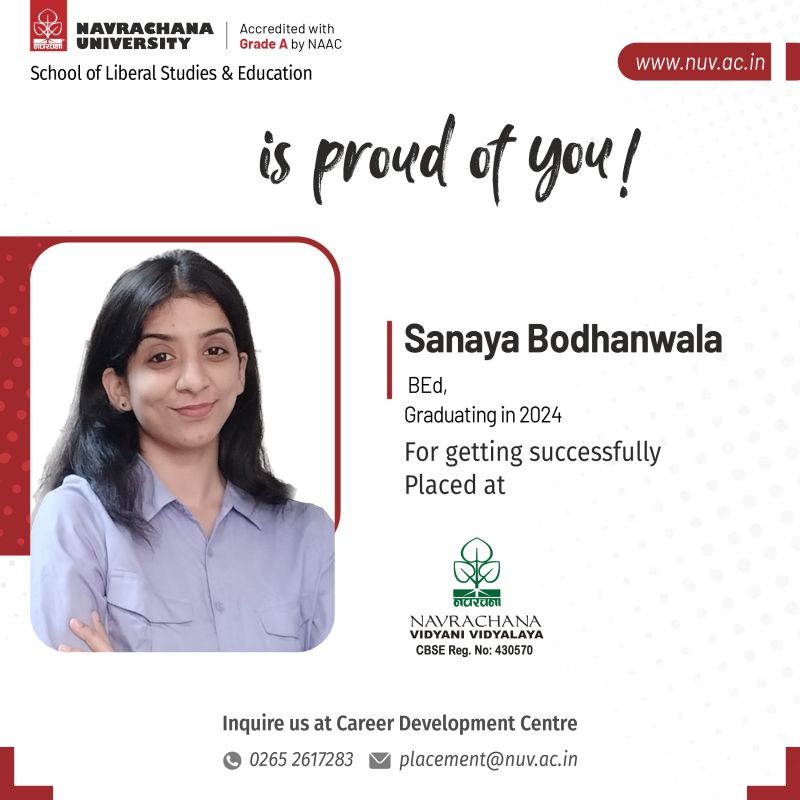 NAVRACHANA
UNIVERSITY
Accredited with
Grade A by NAAC
School of Liberal Studies & Education
www.nuv.ac.in
is proud of you!
Sanaya Bodhanwala
BEd,
Graduating in 2024
For getting successfully
Placed at
નવરચના
NAVRACHANA
VIDYANI VIDYALAYA
CBSE Reg. No: 430570
Inquire us at Career Development Centre
0265 2617283 placement@nuv.ac.in